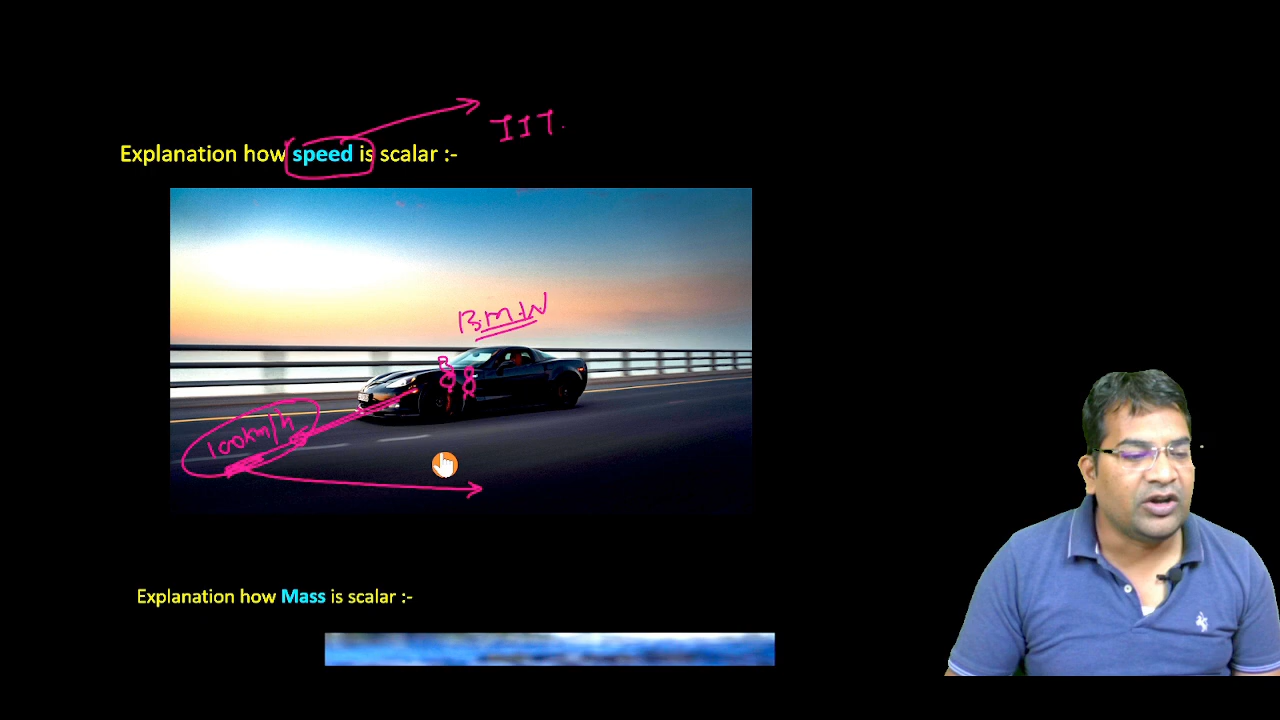 Explanation how speed is scalar :-
IIT.
BMW
100km/h
Explanation how Mass is scalar :-